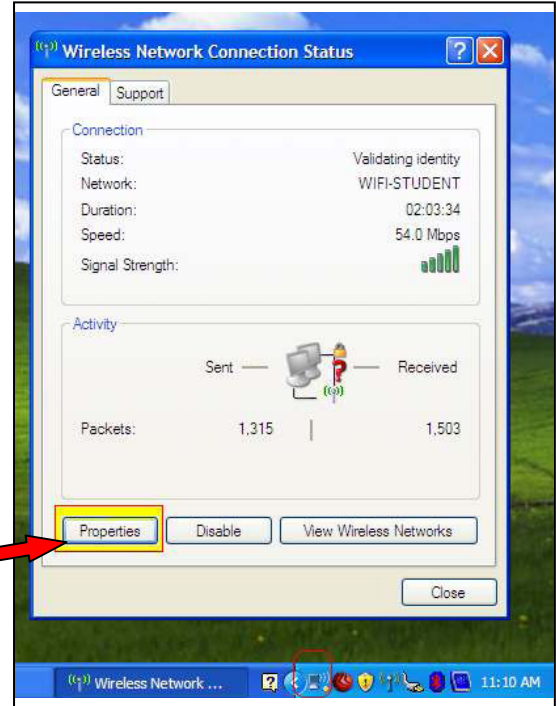 Wireless Network Connection Status
General Support
Connection
Status: Validating identity
Network: WIFI-STUDENT
Duration: 02:03:34
Speed: 54.0 Mbps
Signal Strength:
Activity
Sent — — Received
Packets: 1,315 | 1,503
Properties Disable View Wireless Networks
Close
Wireless Network ... 11:10 AM